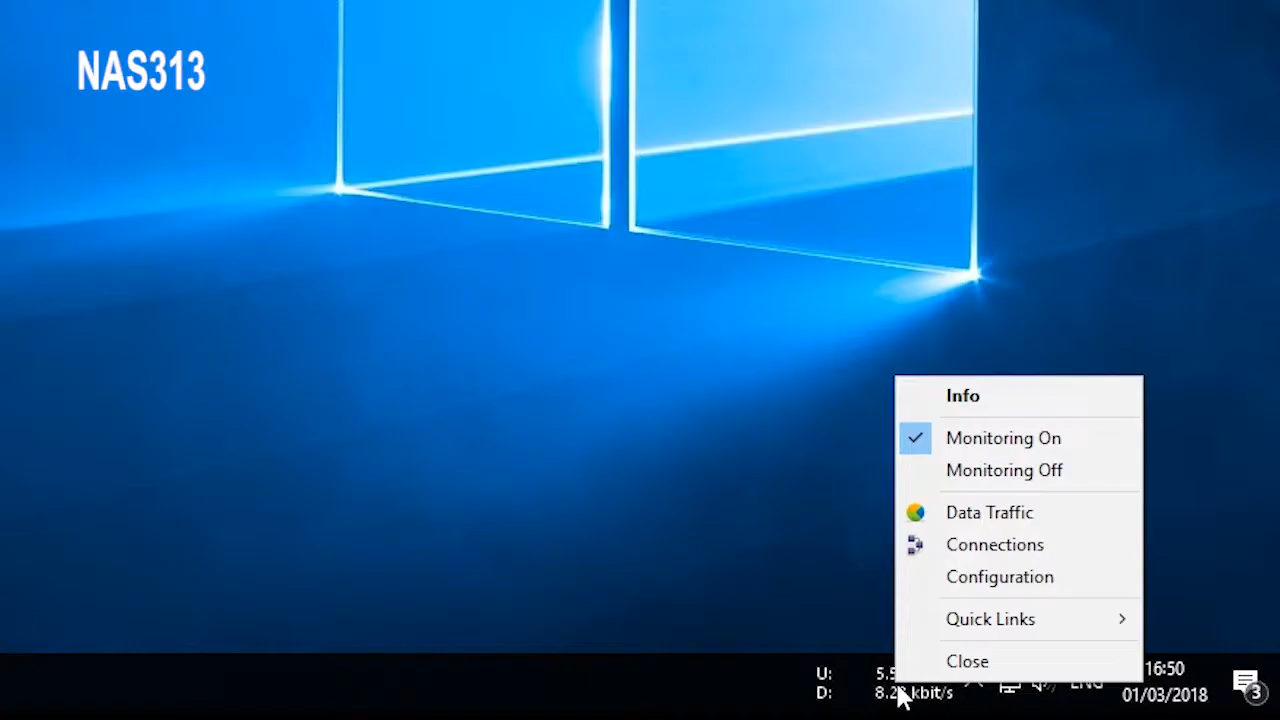 NAS313
Info
Monitoring On
Monitoring Off
Data Traffic
Connections
Configuration
Quick Links
Close
U:
D: kbit/s
ENG
16:50
01/03/2018
3